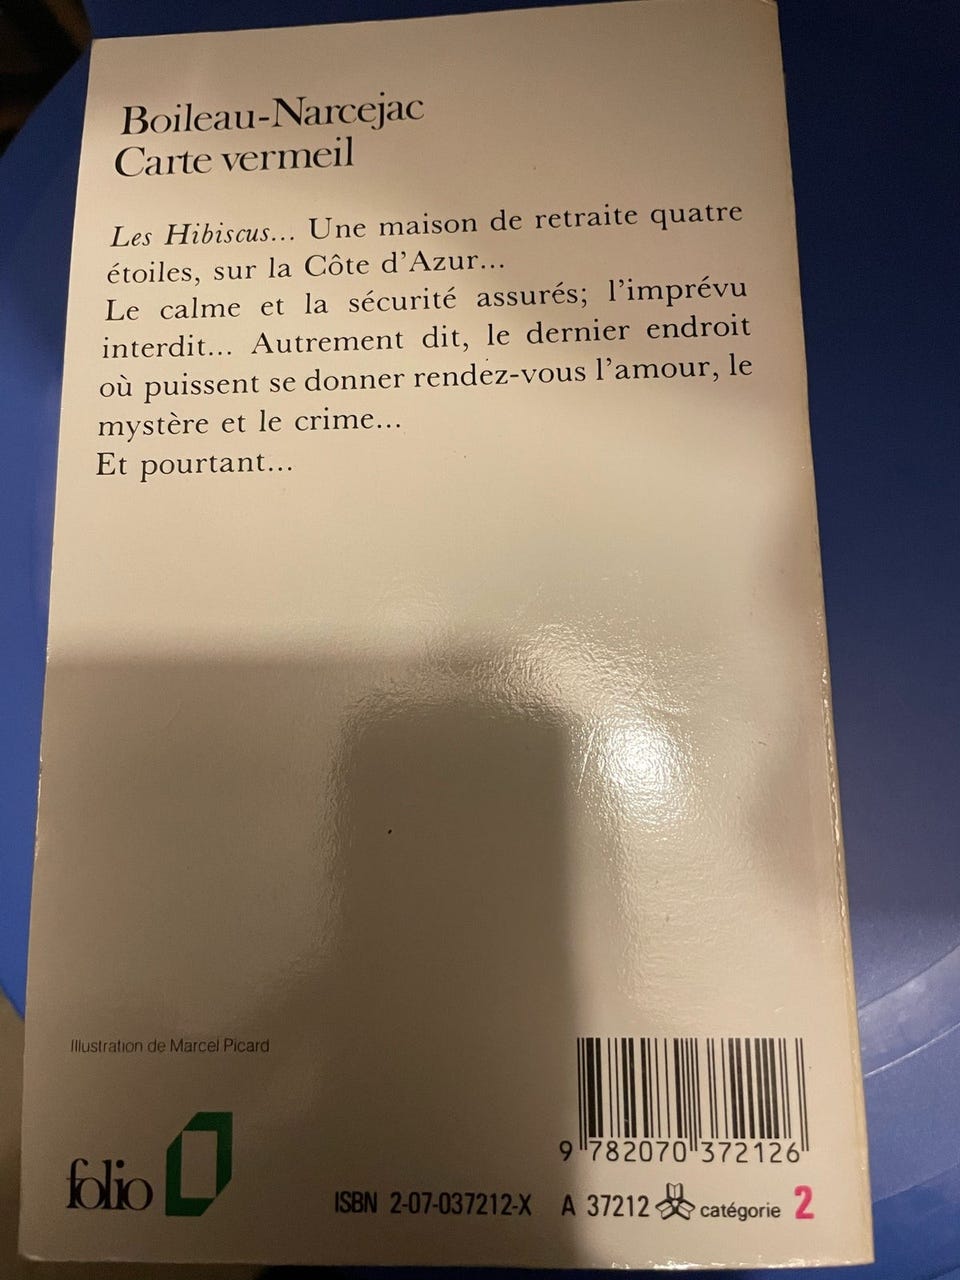 Boileau-Narcejac
Carte vermeil
Les Hibiscus... Une maison de retraite quatre
étoiles, sur la Côte d'Azur...
Le calme et la sécurité assurés; l'imprévu
interdit... Autrement dit, le dernier endroit
où puissent se donner rendez-vous l'amour, le
mystère et le crime...
Et pourtant...
Illustration de Marcel Picard
9 782070 372126
folio
ISBN 2-07-037212-X A 37212 catégorie 2